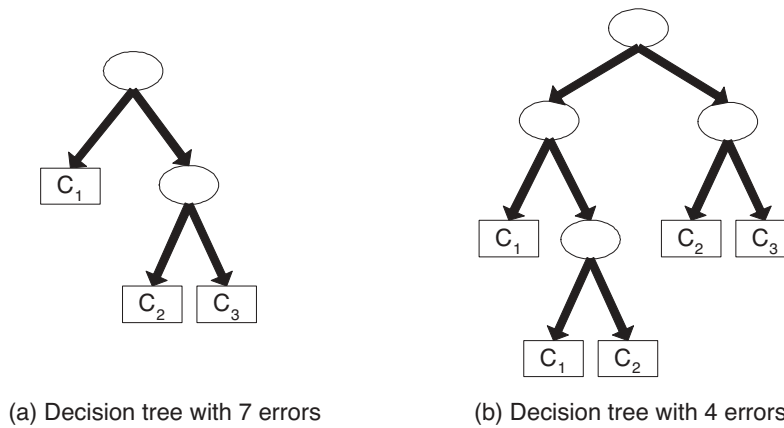 C1
C2 C3
C1 C2 C3
C1 C2
(a) Decision tree with 7 errors
(b) Decision tree with 4 errors